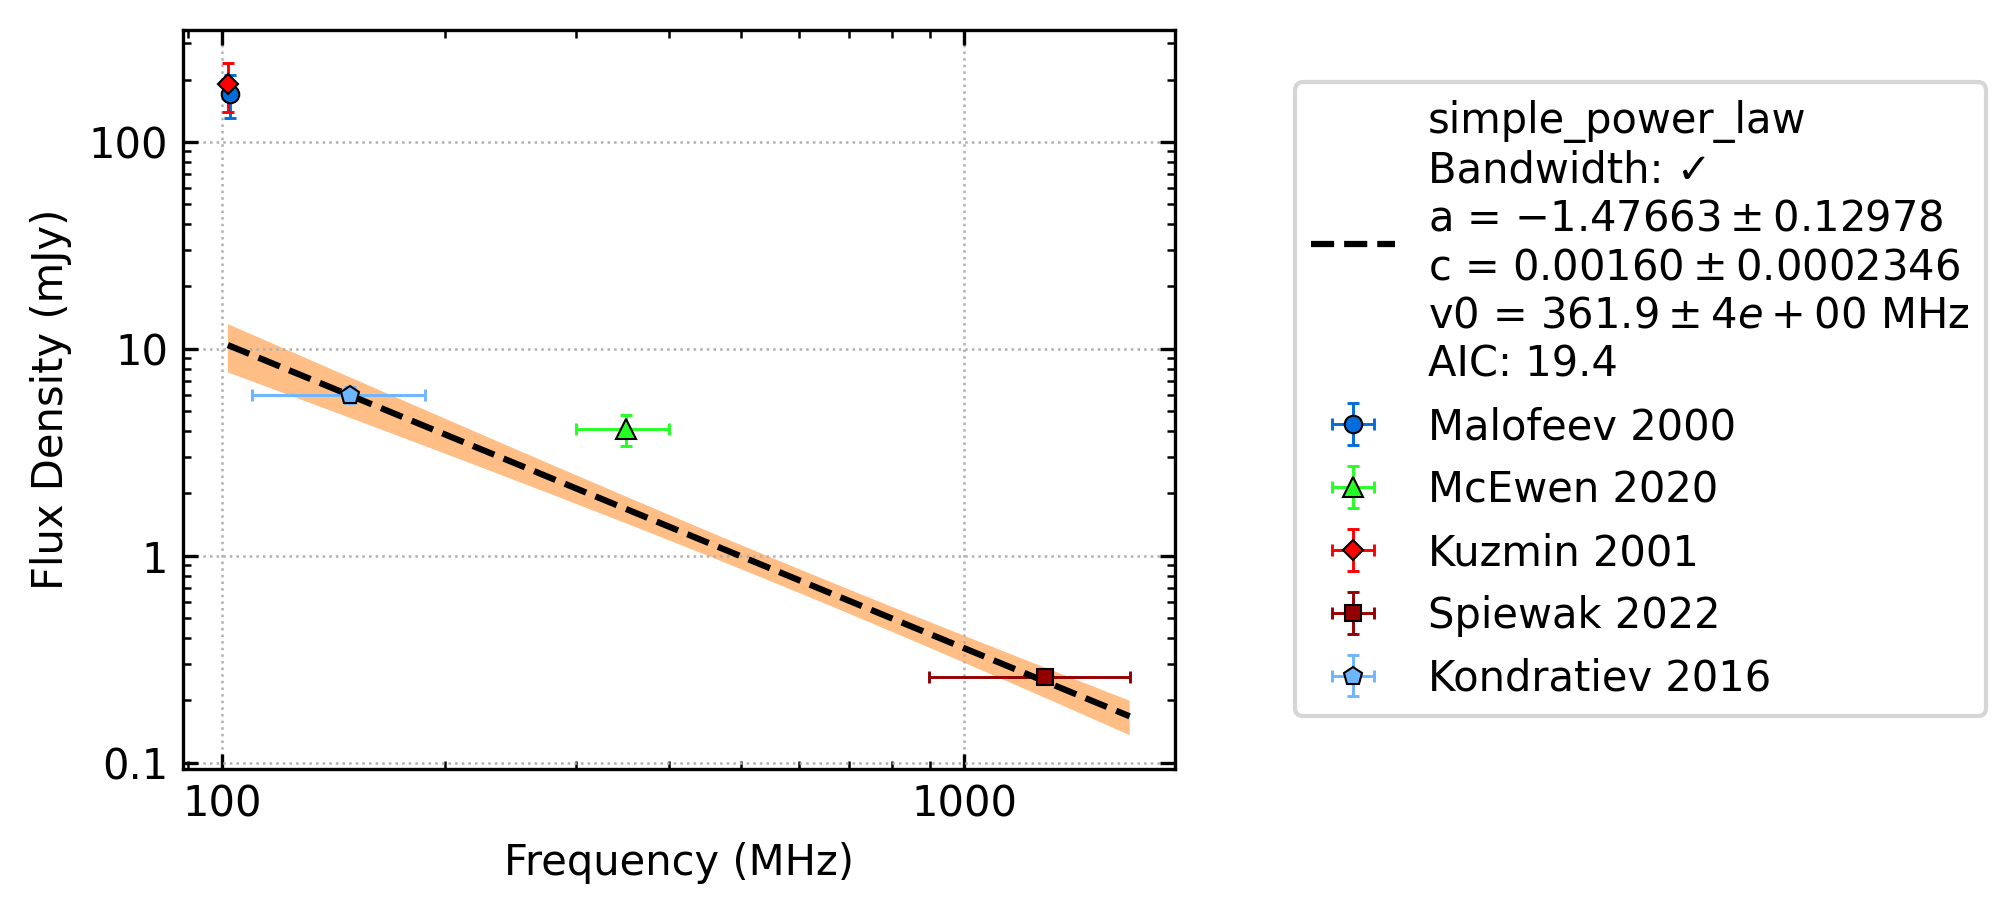 100
10
1
0.1
100
1000
Flux Density (mJy)
Frequency (MHz)
simple_power_law
Bandwidth: ✓
a = −1.47663 ± 0.12978
c = 0.00160 ± 0.0002346
v0 = 361.9 ± 4e + 00 MHz
AIC: 19.4
Malofeev 2000
McEwen 2020
Kuzmin 2001
Spiewak 2022
Kondratiev 2016